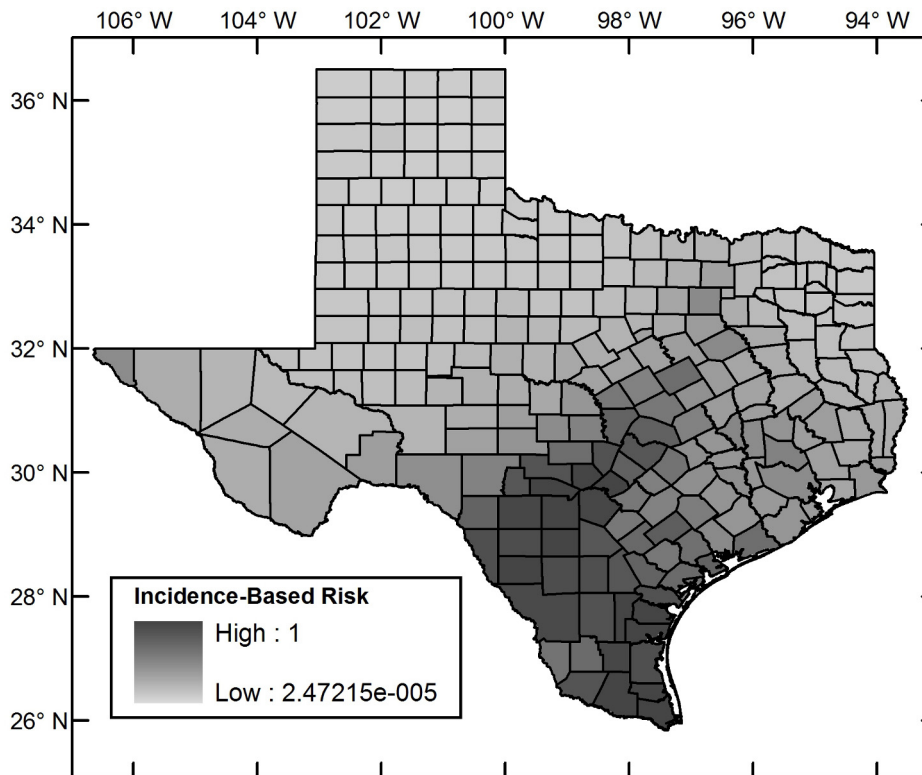 106° W 104° W 102° W 100° W 98° W 96° W 94° W
36° N
34° N
32° N
30° N
28° N
26° N
Incidence-Based Risk
High : 1
Low : 2.47215e-005